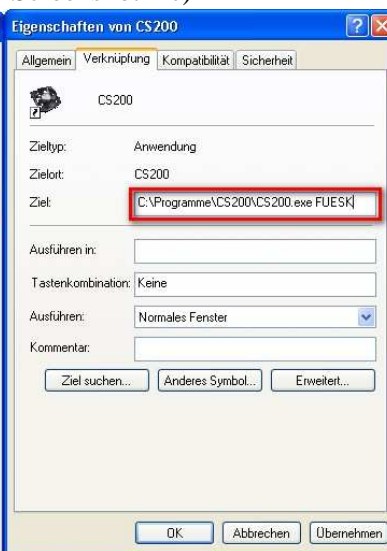 Eigenschaften von CS200
Allgemein Verknüpfung Kompatibilität Sicherheit
CS200
Zieltyp: Anwendung
Zielort: CS200
Ziel: C:\Programme\CS200\CS200.exe FUESK
Ausführen in:
Tastenkombination: Keine
Ausführen: Normales Fenster
Kommentar:
Ziel suchen... Anderes Symbol... Erweitert...
OK Abbrechen Übernehmen